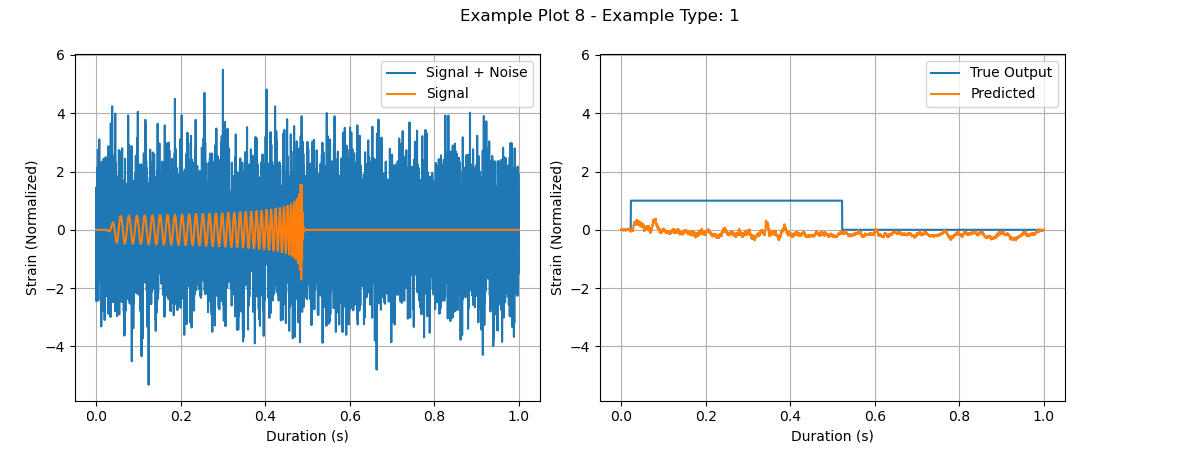 Example Plot 8 - Example Type: 1
6
4
2
0
−2
−4
Strain (Normalized)
0.0 0.2 0.4 0.6 0.8 1.0
Duration (s)
Signal + Noise
Signal
6
4
2
0
−2
−4
Strain (Normalized)
0.0 0.2 0.4 0.6 0.8 1.0
Duration (s)
True Output
Predicted